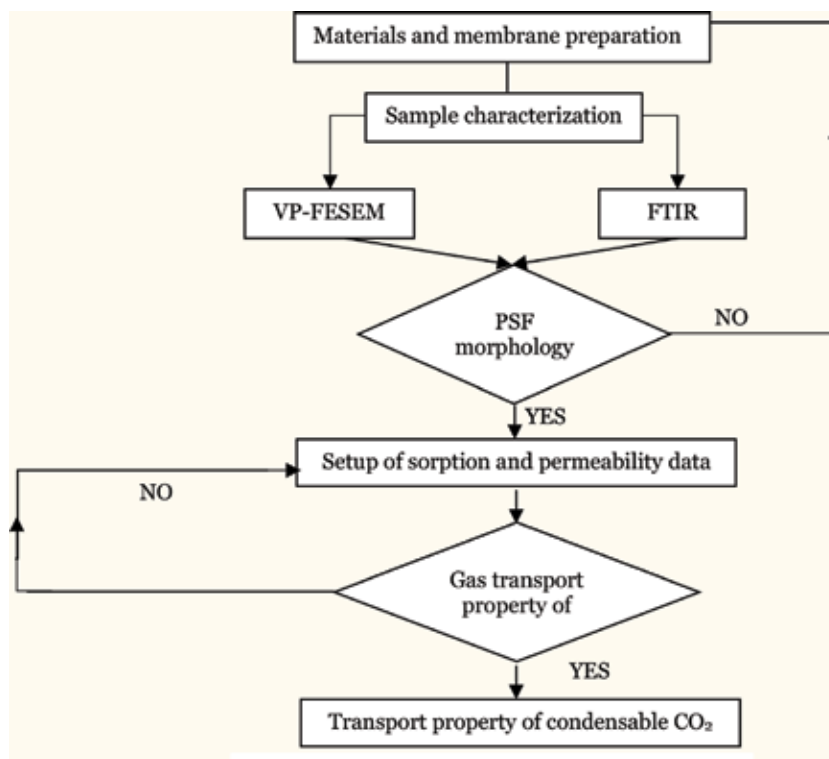 Materials and membrane preparation
Sample characterization
VP-FESEM
FTIR
PSF
morphology
NO
YES
Setup of sorption and permeability data
NO
Gas transport
property of
YES
Transport property of condensable CO₂